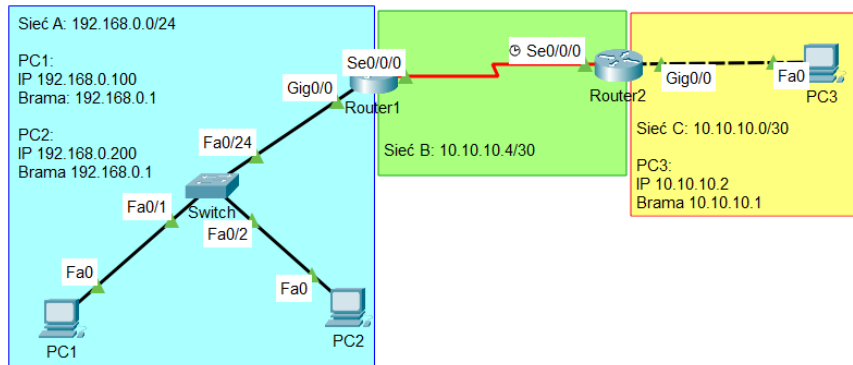 Sieć A: 192.168.0.0/24
PC1:
IP 192.168.0.100
Brama: 192.168.0.1
PC2:
IP 192.168.0.200
Brama 192.168.0.1
Se0/0/0
Gig0/0
Router1
Fa0/24
Switch
Fa0/1
Fa0/2
Fa0
Fa0
PC1
PC2
Se0/0/0
Sieć B: 10.10.10.4/30
Router2
Gig0/0
Fa0
PC3
Sieć C: 10.10.10.0/30
PC3:
IP 10.10.10.2
Brama 10.10.10.1